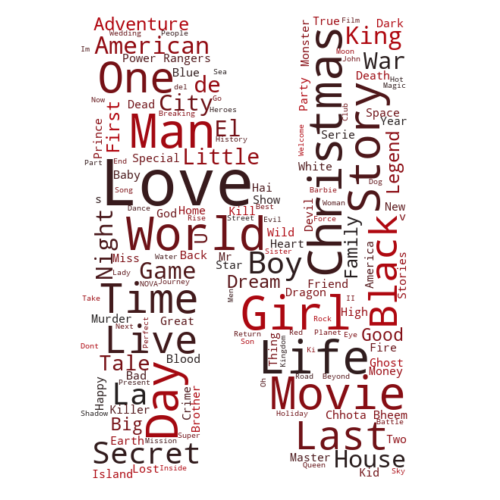 Wedding People
Adventure
Im
American
Power Rangers
One
Blue Sea
del
de
Now
City
Go
Heroes
Dead
Breaking
First
Prince
Man
El
History
Part End Special
Little
Baby
Song
Love
Hai
Show
s
Dance
God Home Kill
Best
Rise Street Evil
World
U
Wild
Sister
Night
Miss Water Back Mr
Heart
Star
Boy
Lady
Game
NOVA Journey
Dream
Men
Take
Time
Murder Next Great
Perfect
Live
Dont
Tale
Blood
Bad
Present
Happy
La
Day
Crime
Brother
Shadow
Killer
Big
Super
Earth Mission
Secret
Island Lost Inside
True Film
Dark
Monster
King
Moon
John
War
Party
Christmas
Death
Hot
Magic
Space
Club
Year
Serie
Story
Legend
Welcome
White
Barbie
Dog
Devil
Woman
Force
Family
New
<
Black
America
Stories
Friend
Dragon
II
Girl
High
Rock
Return
Son
Thing
Red Planet Eye
Good
Life
Kingdom
Ki
Fire
Ghost
Money
Oh
Road Beyond
Movie
Holiday
Chhota Bheem
Battle
Last
Two
Master
Queen
House
Kid
Sky